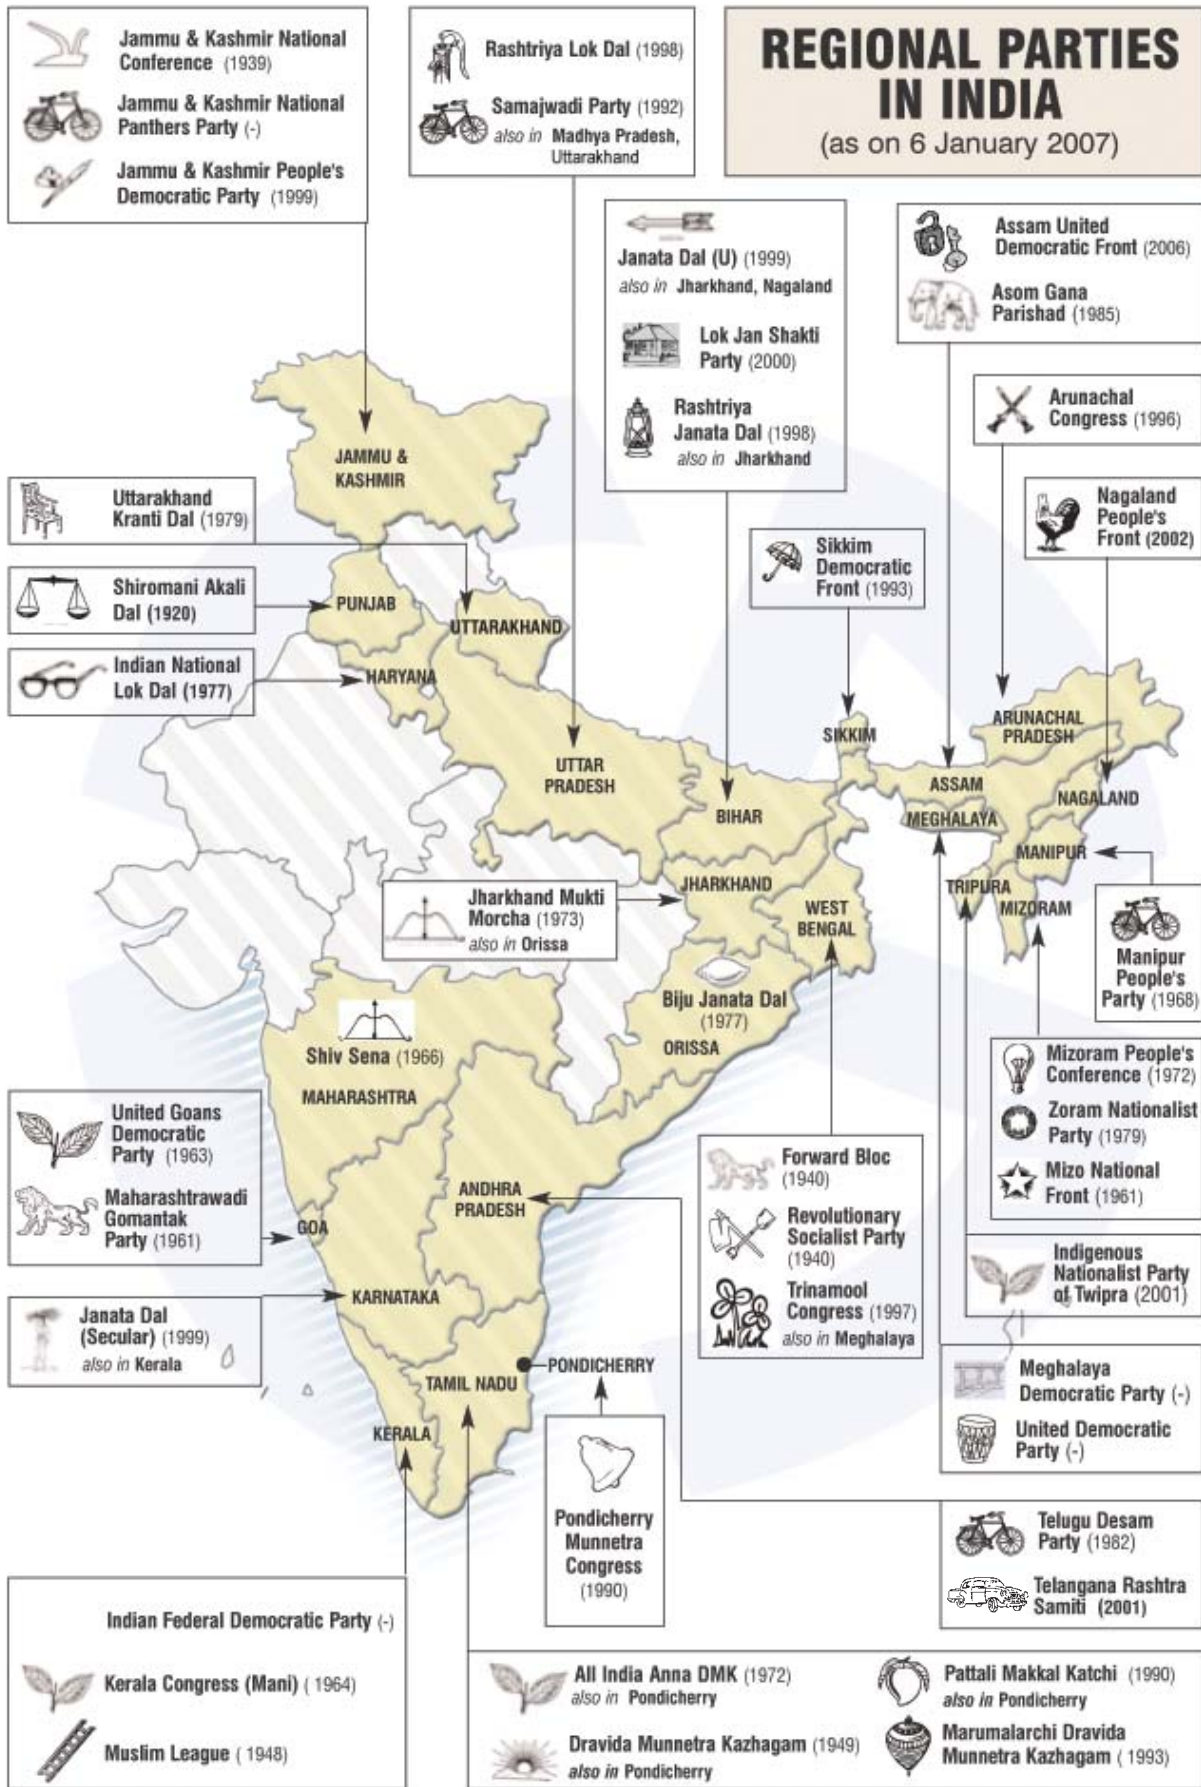 REGIONAL PARTIES
IN INDIA
(as on 6 January 2007)
Jammu & Kashmir National
Conference (1939)
Jammu & Kashmir National
Panthers Party (-)
Jammu & Kashmir People's
Democratic Party (1999)
Rashtriya Lok Dal (1998)
Samajwadi Party (1992)
also in Madhya Pradesh,
Uttarakhand
Janata Dal (U) (1999)
also in Jharkhand, Nagaland
Lok Jan Shakti
Party (2000)
Rashtriya
Janata Dal (1998)
also in Jharkhand
Assam United
Democratic Front (2006)
Asom Gana
Parishad (1985)
Arunachal
Congress (1996)
Nagaland
People's
Front (2002)
Sikkim
Democratic
Front (1993)
Uttarakhand
Kranti Dal (1979)
Shiromani Akali
Dal (1920)
Indian National
Lok Dal (1977)
JAMMU &
KASHMIR
PUNJAB
UTTARAKHAND
HARYANA
UTTAR
PRADESH
BIHAR
SIKKIM
ARUNACHAL
PRADESH
ASSAM
NAGALAND
MEGHALAYA
MANIPUR
TRIPURA
MIZORAM
JHARKHAND
WEST
BENGAL
Jharkhand Mukti
Morcha (1973)
also in Orissa
Manipur
People's
Party (1968)
Biju Janata Dal
(1977)
ORISSA
Shiv Sena (1966)
MAHARASHTRA
Mizoram People's
Conference (1972)
Zoram Nationalist
Party (1979)
Mizo National
Front (1961)
United Goans
Democratic
Party (1963)
Maharashtrawadi
Gomantak
Party (1961)
GOA
ANDHRA
PRADESH
Forward Bloc
(1940)
Revolutionary
Socialist Party
(1940)
Trinamool
Congress (1997)
also in Meghalaya
Indigenous
Nationalist Party
of Twipra (2001)
Janata Dal
(Secular) (1999)
also in Kerala
KARNATAKA
PONDICHERRY
TAMIL NADU
KERALA
Meghalaya
Democratic Party (-)
United Democratic
Party (-)
Pondicherry
Munnetra
Congress
(1990)
Telugu Desam
Party (1982)
Telangana Rashtra
Samiti (2001)
Indian Federal Democratic Party (-)
Kerala Congress (Mani) ( 1964)
Muslim League ( 1948)
All India Anna DMK (1972)
also in Pondicherry
Dravida Munnetra Kazhagam (1949)
also in Pondicherry
Pattali Makkal Katchi (1990)
also in Pondicherry
Marumalarchi Dravida
Munnetra Kazhagam ( 1993)